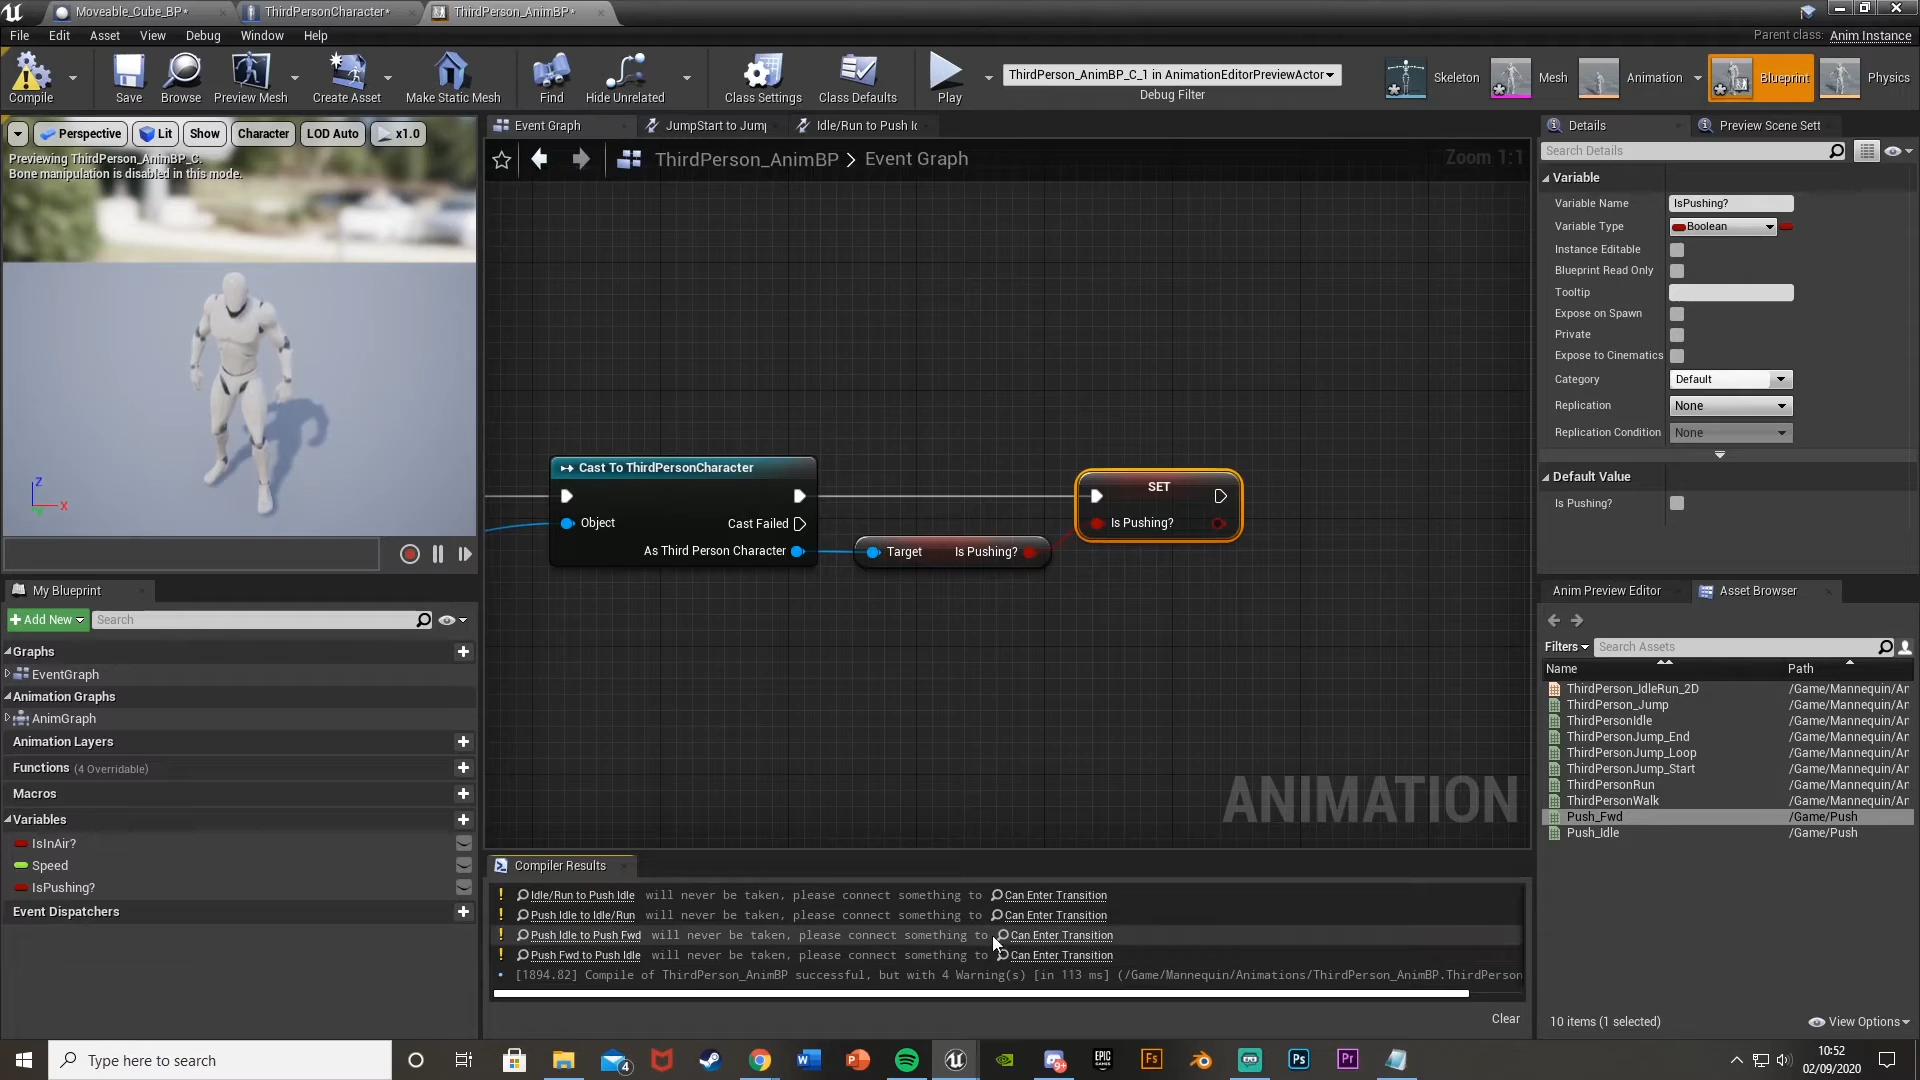 Moveable_Cube_BP*
ThirdPersonCharacter*
ThirdPerson_AnimBP*
File Edit Asset View Debug Window Help
Parent class: Anim Instance
Compile
Save
Browse
Preview Mesh
Create Asset
Make Static Mesh
Find
Hide Unrelated
Class Settings
Class Defaults
Play
ThirdPerson_AnimBP_C_1 in AnimationEditorPreviewActor
Debug Filter
Skeleton
Mesh
Animation
Blueprint
Physics
Perspective
Lit
Show
Character
LOD Auto
x1.0
Previewing ThirdPerson_AnimBP_C.
Bone manipulation is disabled in this mode.
Z
X
Event Graph
JumpStart to Jump
Idle/Run to Push Ic
ThirdPerson_AnimBP > Event Graph
Zoom 1:1
Cast To ThirdPersonCharacter
Object
Cast Failed
As Third Person Character
Target
Is Pushing?
SET
Is Pushing?
ANIMATION
My Blueprint
Add New
Search
Graphs
EventGraph
Animation Graphs
AnimGraph
Animation Layers
Functions (4 Overridable)
Macros
Variables
IsInAir?
Speed
IsPushing?
Event Dispatchers
Compiler Results
Idle/Run to Push Idle will never be taken, please connect something to Can Enter Transition
Push Idle to Idle/Run will never be taken, please connect something to Can Enter Transition
Push Idle to Push Fwd will never be taken, please connect something to Can Enter Transition
Push Fwd to Push Idle will never be taken, please connect something to Can Enter Transition
[1894.82] Compile of ThirdPerson_AnimBP successful, but with 4 Warning(s) [in 113 ms] (/Game/Mannequin/Animations/ThirdPerson_AnimBP.ThirdPerson
Clear
Details
Preview Scene Sett
Search Details
Variable
Variable Name IsPushing?
Variable Type Boolean
Instance Editable
Blueprint Read Only
Tooltip
Expose on Spawn
Private
Expose to Cinematics
Category Default
Replication None
Replication Condition None
Default Value
Is Pushing?
Anim Preview Editor
Asset Browser
Filters
Search Assets
Name Path
ThirdPerson_IdleRun_2D /Game/Mannequin/Ar
ThirdPerson_Jump /Game/Mannequin/Ar
ThirdPersonIdle /Game/Mannequin/Ar
ThirdPersonJump_End /Game/Mannequin/Ar
ThirdPersonJump_Loop /Game/Mannequin/Ar
ThirdPersonJump_Start /Game/Mannequin/Ar
ThirdPersonRun /Game/Mannequin/Ar
ThirdPersonWalk /Game/Mannequin/Ar
Push_Fwd /Game/Push
Push_Idle /Game/Push
10 items (1 selected)
View Options
Type here to search
4
EPIC GAMES
Fs
Ps
Pr
10:52
02/09/2020